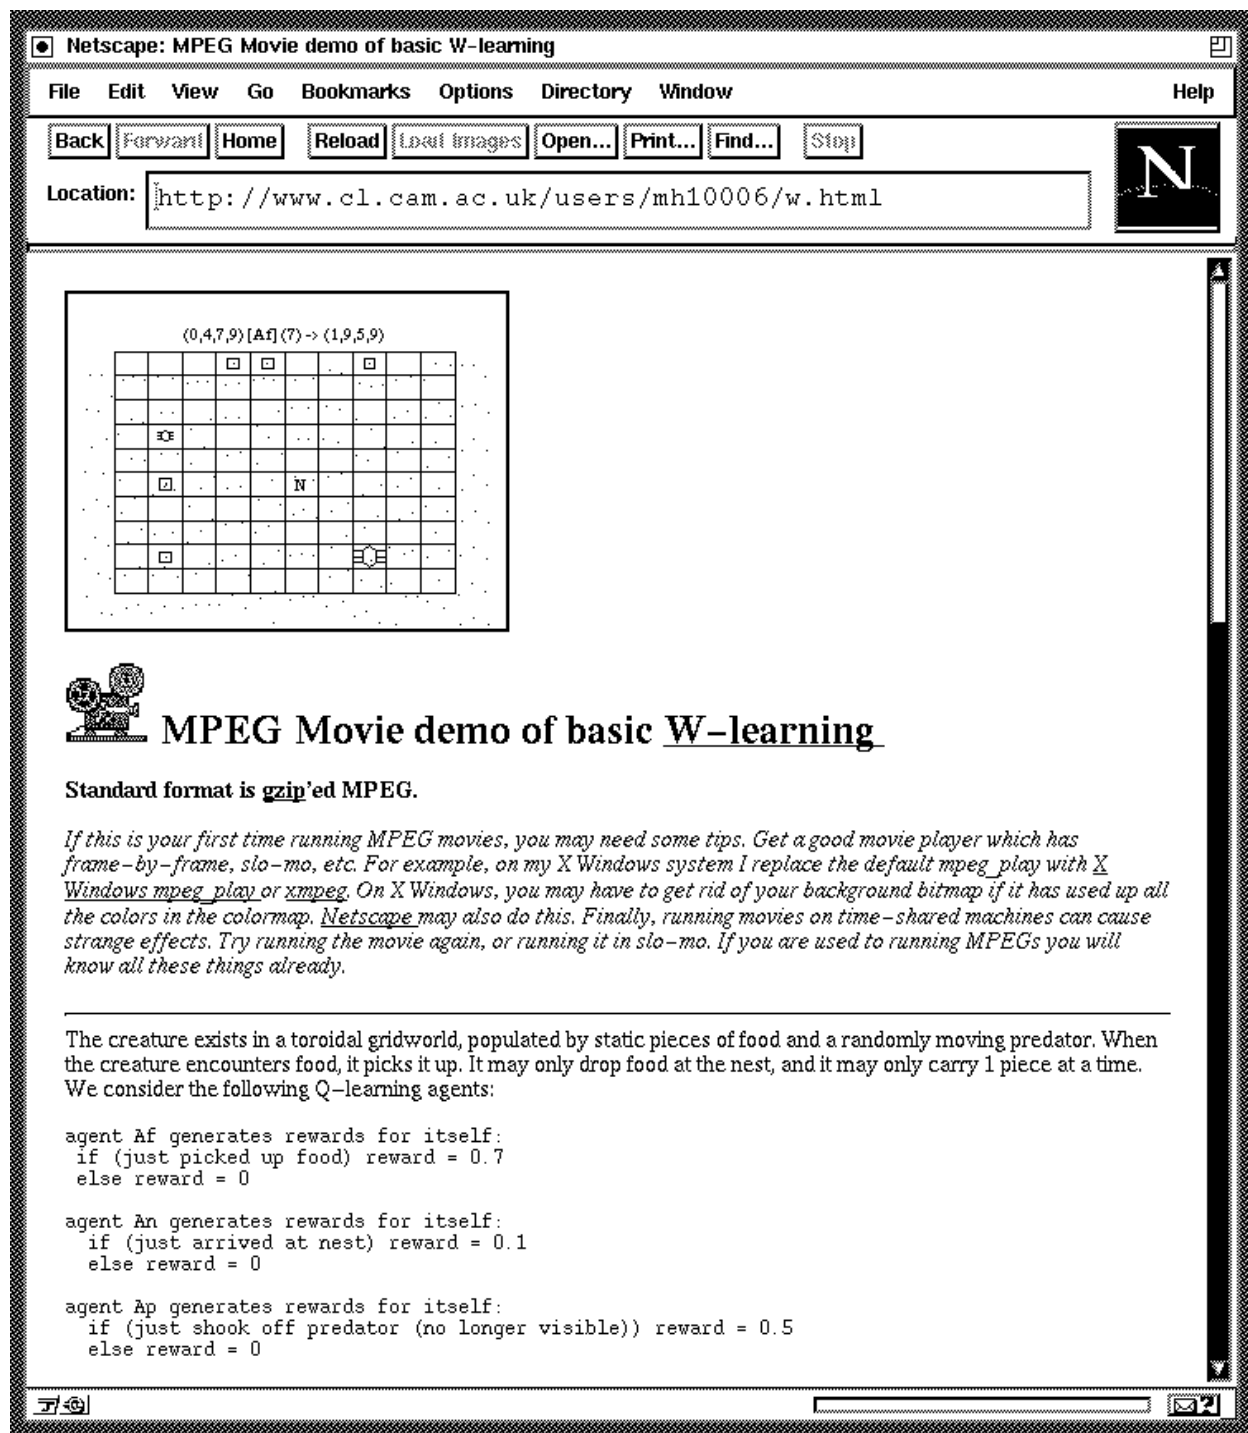 Netscape: MPEG Movie demo of basic W-learning
File Edit View Go Bookmarks Options Directory Window Help
Back Forward Home Reload Load Images Open... Print... Find... Stop
N
Location: http://www.cl.cam.ac.uk/users/mh10006/w.html
(0,4,7,9) [Af] (7) -> (1,9,5,9)
N
MPEG Movie demo of basic W-learning
Standard format is gzip'ed MPEG.
If this is your first time running MPEG movies, you may need some tips. Get a good movie player which has
frame-by-frame, slo-mo, etc. For example, on my X Windows system I replace the default mpeg_play with X
Windows mpeg_play or xmpeg. On X Windows, you may have to get rid of your background bitmap if it has used up all
the colors in the colormap. Netscape may also do this. Finally, running movies on time-shared machines can cause
strange effects. Try running the movie again, or running it in slo-mo. If you are used to running MPEGs you will
know all these things already.
The creature exists in a toroidal gridworld, populated by static pieces of food and a randomly moving predator. When
the creature encounters food, it picks it up. It may only drop food at the nest, and it may only carry 1 piece at a time.
We consider the following Q-learning agents:
agent Af generates rewards for itself:
if (just picked up food) reward = 0.7
else reward = 0
agent An generates rewards for itself:
if (just arrived at nest) reward = 0.1
else reward = 0
agent Ap generates rewards for itself:
if (just shook off predator (no longer visible)) reward = 0.5
else reward = 0
?